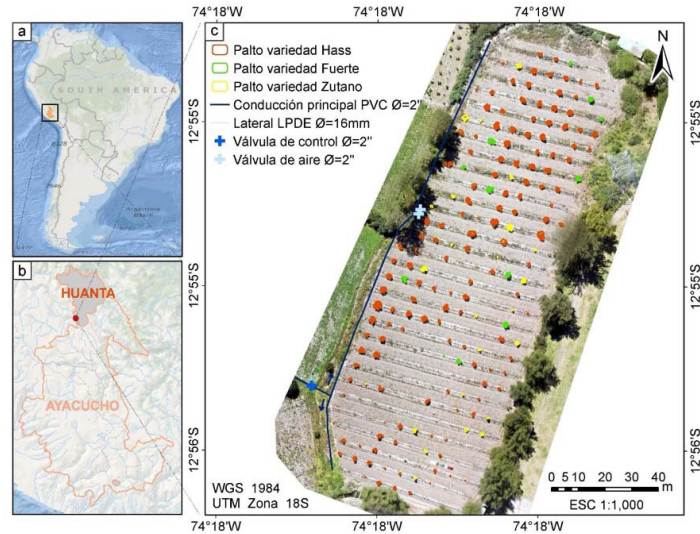 74°18'W 74°18'W 74°18'W
a
SOUTH AMERICA
b
HUANTA
AYACUCHO
c
Palto variedad Hass
Palto variedad Fuerte
Palto variedad Zutano
Conducción principal PVC Ø=2"
Lateral LPDE Ø=16mm
Válvula de control Ø=2"
Válvula de aire Ø=2"
N
12°55'S
12°55'S
12°56'S
12°55'S
12°55'S
12°56'S
WGS 1984
UTM Zona 18S
0 5 10 20 30 40
m
ESC 1:1,000
74°18'W 74°18'W 74°18'W